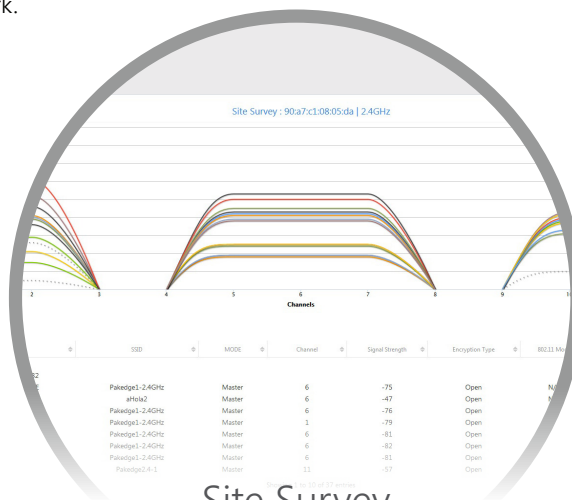 k.
Site Survey : 90:a7:c1:08:05:da | 2.4GHz
2 3 4 5 6 7 8 9
Channels
SSID MODE Channel Signal Strength Encryption Type 802.11
Pakedge1-2.4GHz Master 6 -75 Open
aHola2 Master 6 -47 Open
Pakedge1-2.4GHz Master 6 -76 Open
Pakedge1-2.4GHz Master 1 -79 Open
Pakedge1-2.4GHz Master 6 -81 Open
Pakedge1-2.4GHz Master 6 -82 Open
Pakedge1-2.4GHz Master 6 -81 Open
Pakedge2.4-1 Master 11 -57 Open
Site Survey